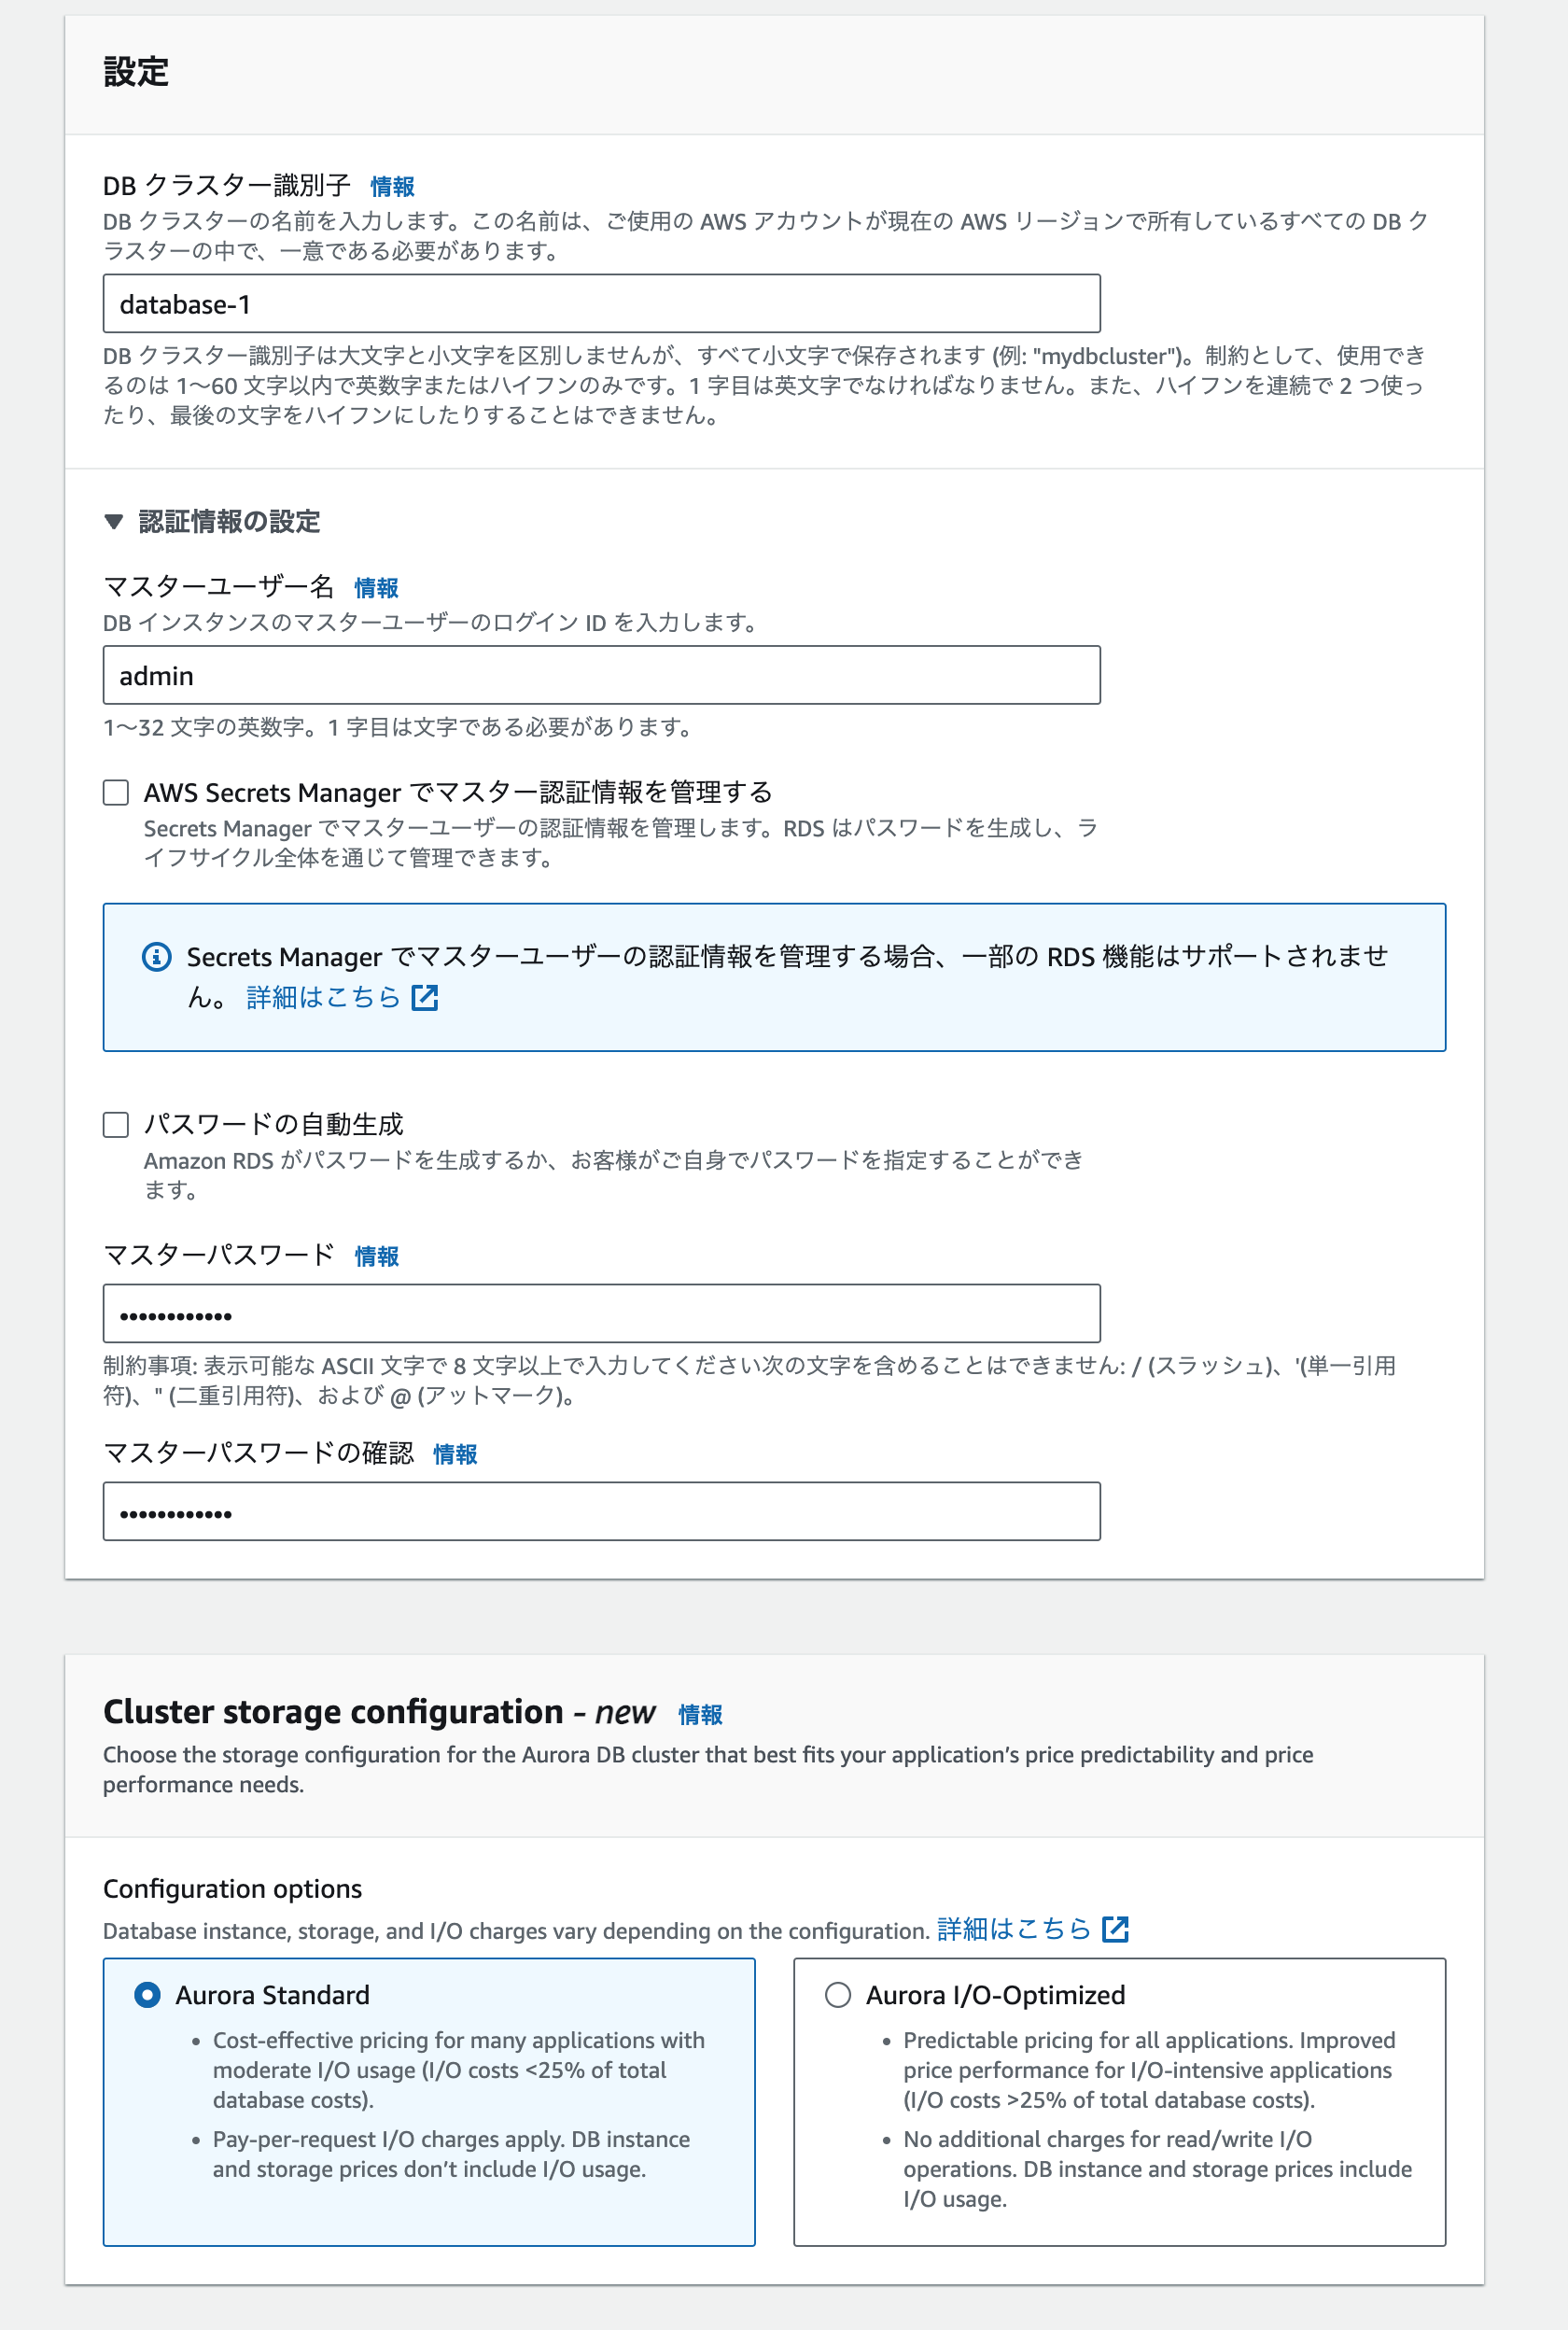 設定
DB クラスター識別子 情報
DB クラスターの名前を入力します。この名前は、ご使用の AWS アカウントが現在の AWS リージョンで所有しているすべての DB ク
ラスターの中で、一意である必要があります。
database-1
DB クラスター識別子は大文字と小文字を区別しませんが、すべて小文字で保存されます (例: "mydbcluster")。制約として、使用でき
るのは 1〜60 文字以内で英数字またはハイフンのみです。1 字目は英文字でなければなりません。また、ハイフンを連続で 2 つ使っ
たり、最後の文字をハイフンにしたりすることはできません。
▼ 認証情報の設定
マスターユーザー名 情報
DB インスタンスのマスターユーザーのログイン ID を入力します。
admin
1〜32 文字の英数字。1 字目は文字である必要があります。
AWS Secrets Manager でマスター認証情報を管理する
Secrets Manager でマスターユーザーの認証情報を管理します。RDS はパスワードを生成し、ラ
イフサイクル全体を通じて管理できます。
Secrets Manager でマスターユーザーの認証情報を管理する場合、一部の RDS 機能はサポートされませ
ん。 詳細はこちら
パスワードの自動生成
Amazon RDS がパスワードを生成するか、お客様がご自身でパスワードを指定することができ
ます。
マスターパスワード 情報
••••••••••••
制約事項: 表示可能な ASCII 文字で 8 文字以上で入力してください次の文字を含めることはできません: / (スラッシュ)、'(単一引用
符)、" (二重引用符)、および @ (アットマーク)。
マスターパスワードの確認 情報
••••••••••••
Cluster storage configuration - new 情報
Choose the storage configuration for the Aurora DB cluster that best fits your application’s price predictability and price
performance needs.
Configuration options
Database instance, storage, and I/O charges vary depending on the configuration. 詳細はこちら
Aurora Standard
• Cost-effective pricing for many applications with
moderate I/O usage (I/O costs <25% of total
database costs).
• Pay-per-request I/O charges apply. DB instance
and storage prices don’t include I/O usage.
Aurora I/O-Optimized
• Predictable pricing for all applications. Improved
price performance for I/O-intensive applications
(I/O costs >25% of total database costs).
• No additional charges for read/write I/O
operations. DB instance and storage prices include
I/O usage.